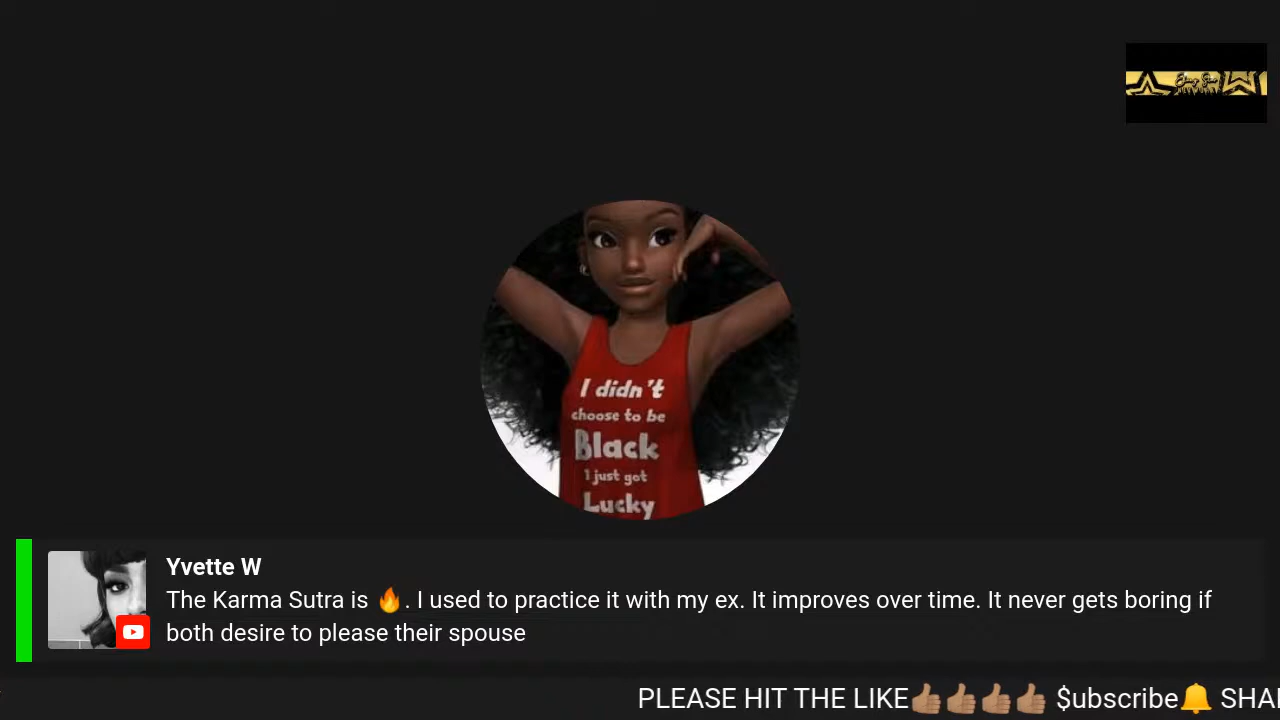 I didn't
choose to be
Black
I just got
Lucky
Yvette W
The Karma Sutra is 🔥. I used to practice it with my ex. It improves over time. It never gets boring if
both desire to please their spouse
PLEASE HIT THE LIKE👍🏽👍🏽👍🏽👍🏽 $ubscribe🔔 SHA